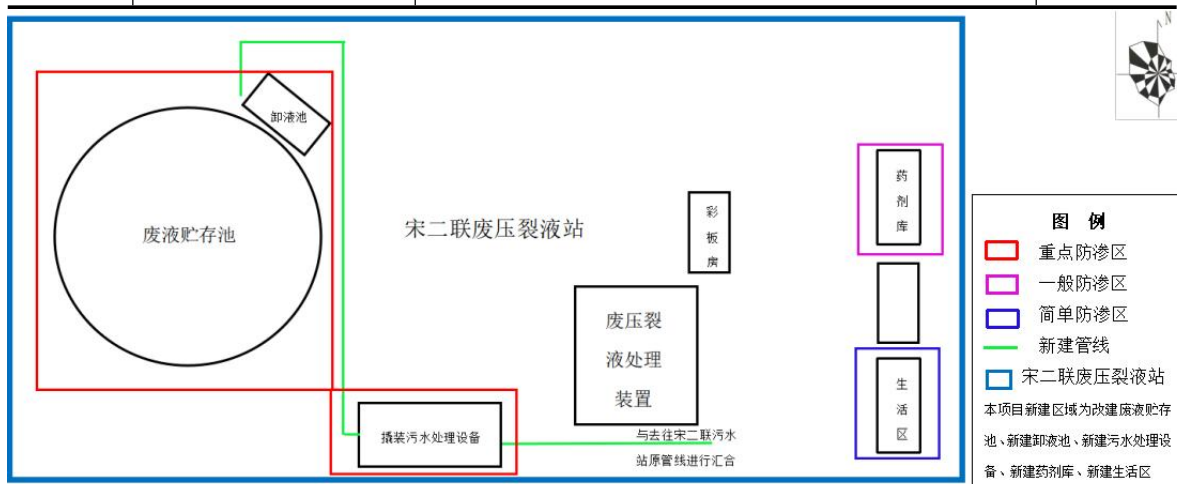 N
卸液池
药
剂
库
彩
板
房
废液贮存池
宋二联废压裂液站
废压裂
液处理
装置
生
活
区
撬装污水处理设备
与去往宋二联污水
站原管线进行汇合
图 例
重点防渗区
一般防渗区
简单防渗区
新建管线
宋二联废压裂液站
本项目新建区域为改建废液贮存
池、新建卸液池、新建污水处理设
备、新建药剂库、新建生活区